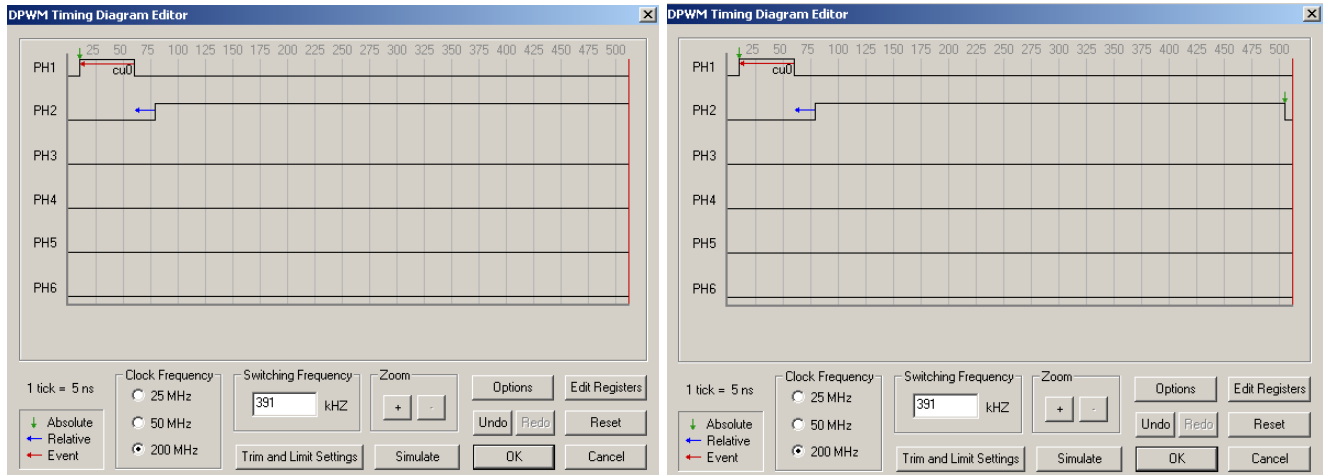 DPWM Timing Diagram Editor
25 50 75 100 125 150 175 200 225 250 275 300 325 350 375 400 425 450 475 500
PH1
cu0
PH2
PH3
PH4
PH5
PH6
1 tick = 5 ns
Clock Frequency
25 MHz
50 MHz
200 MHz
Switching Frequency
391 kHZ
Zoom
+ -
Options
Edit Registers
Undo Redo
Reset
Absolute
Relative
Event
Trim and Limit Settings
Simulate
OK
Cancel
DPWM Timing Diagram Editor
25 50 75 100 125 150 175 200 225 250 275 300 325 350 375 400 425 450 475 500
PH1
cu0
PH2
PH3
PH4
PH5
PH6
1 tick = 5 ns
Clock Frequency
25 MHz
50 MHz
200 MHz
Switching Frequency
391 kHZ
Zoom
+ -
Options
Edit Registers
Undo Redo
Reset
Absolute
Relative
Event
Trim and Limit Settings
Simulate
OK
Cancel